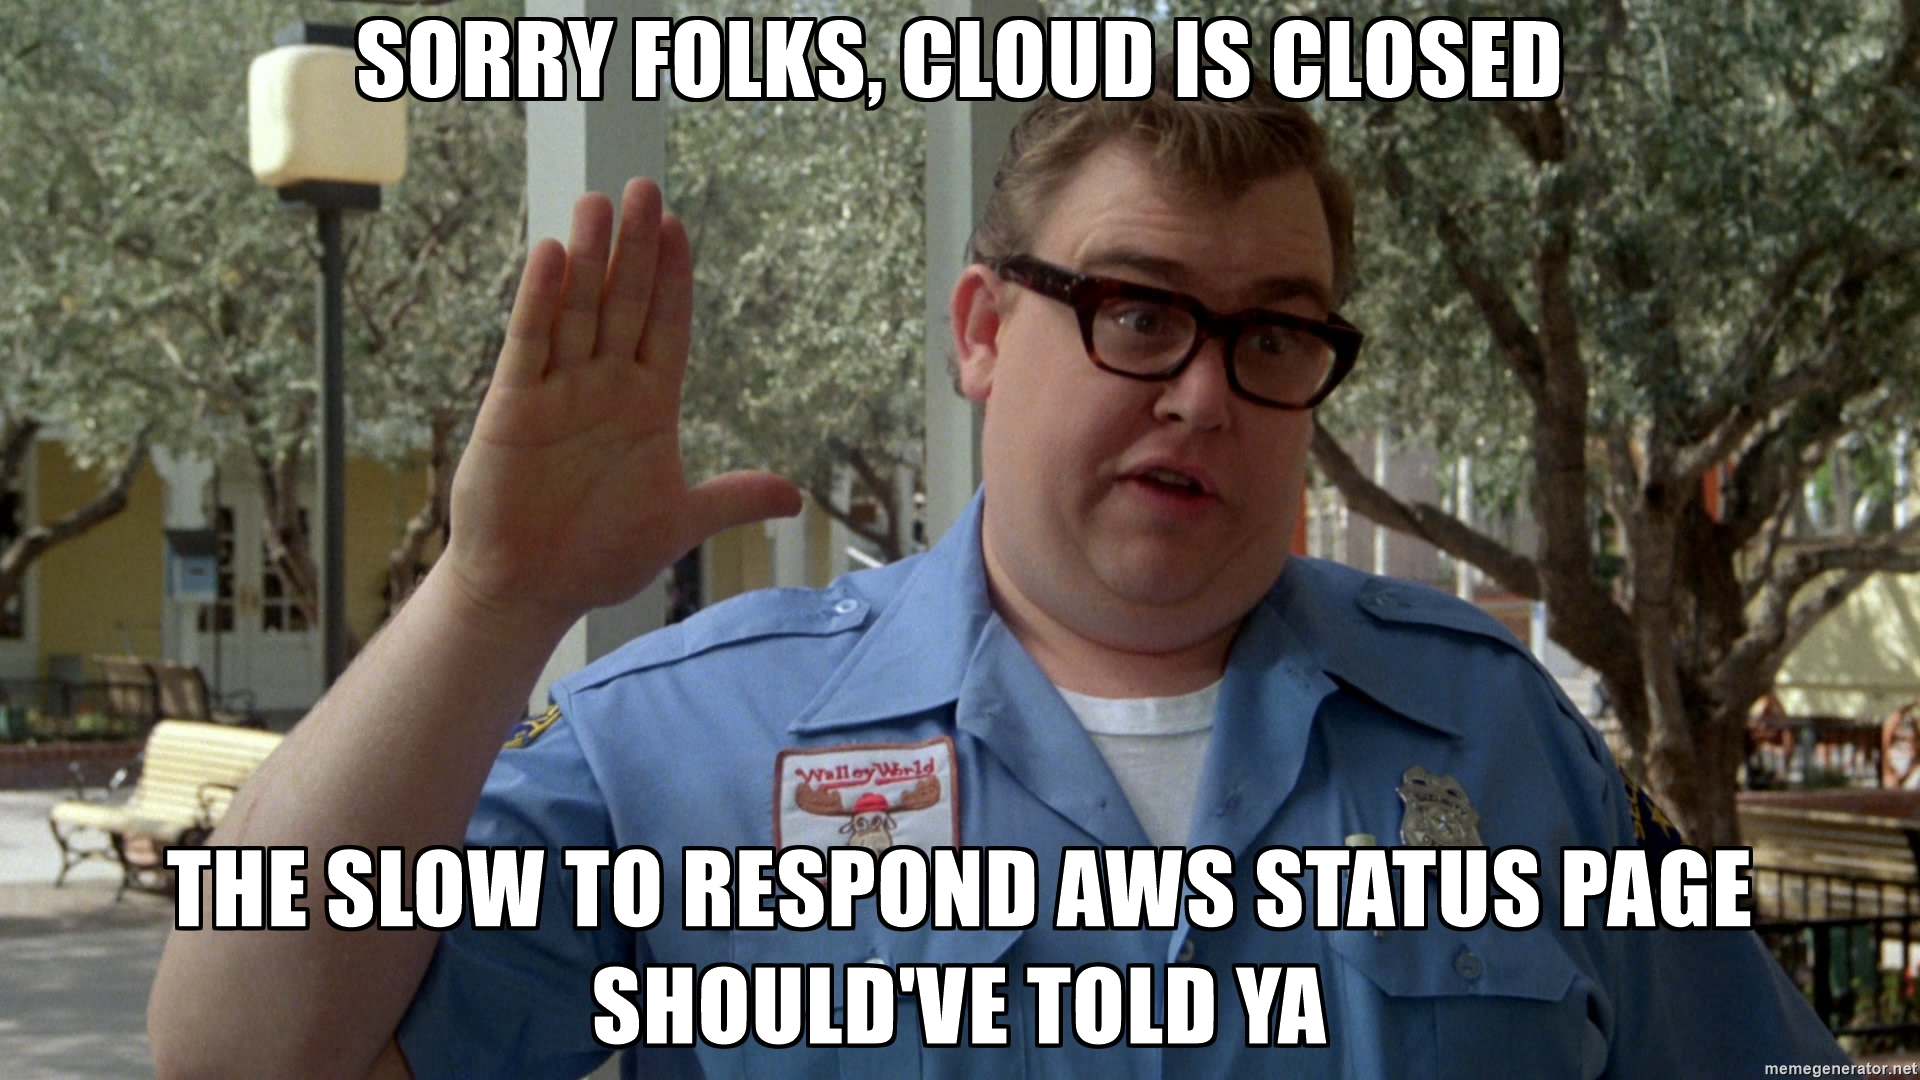 SORRY FOLKS, CLOUD IS CLOSED
Walley World
THE SLOW TO RESPOND AWS STATUS PAGE
SHOULD'VE TOLD YA
memegenerator.net